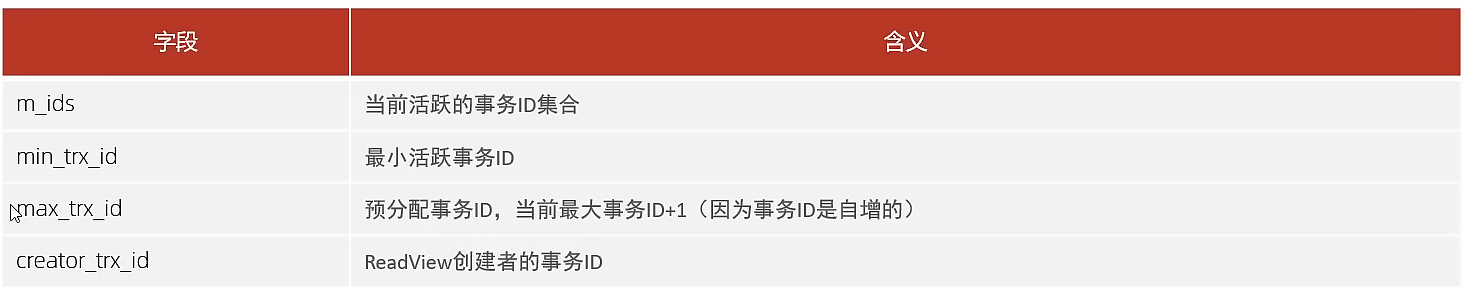 字段 含义
m_ids 当前活跃的事务ID集合
min_trx_id 最小活跃事务ID
max_trx_id 预分配事务ID，当前最大事务ID+1（因为事务ID是自增的）
creator_trx_id ReadView创建者的事务ID